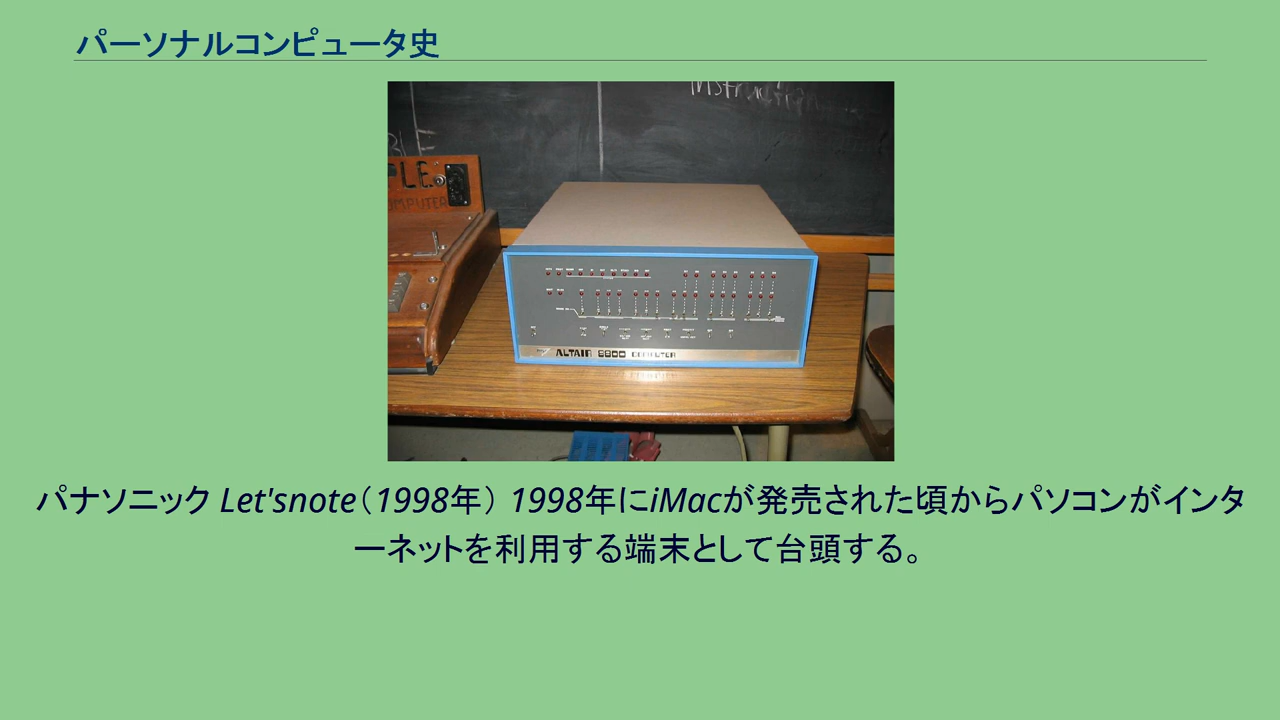 パーソナルコンピュータ史
Instruction
PLE
COMPUTER
ALTAIR 8800 COMPUTER
パナソニック Let'snote（1998年） 1998年にiMacが発売された頃からパソコンがインタ
ーネットを利用する端末として台頭する。